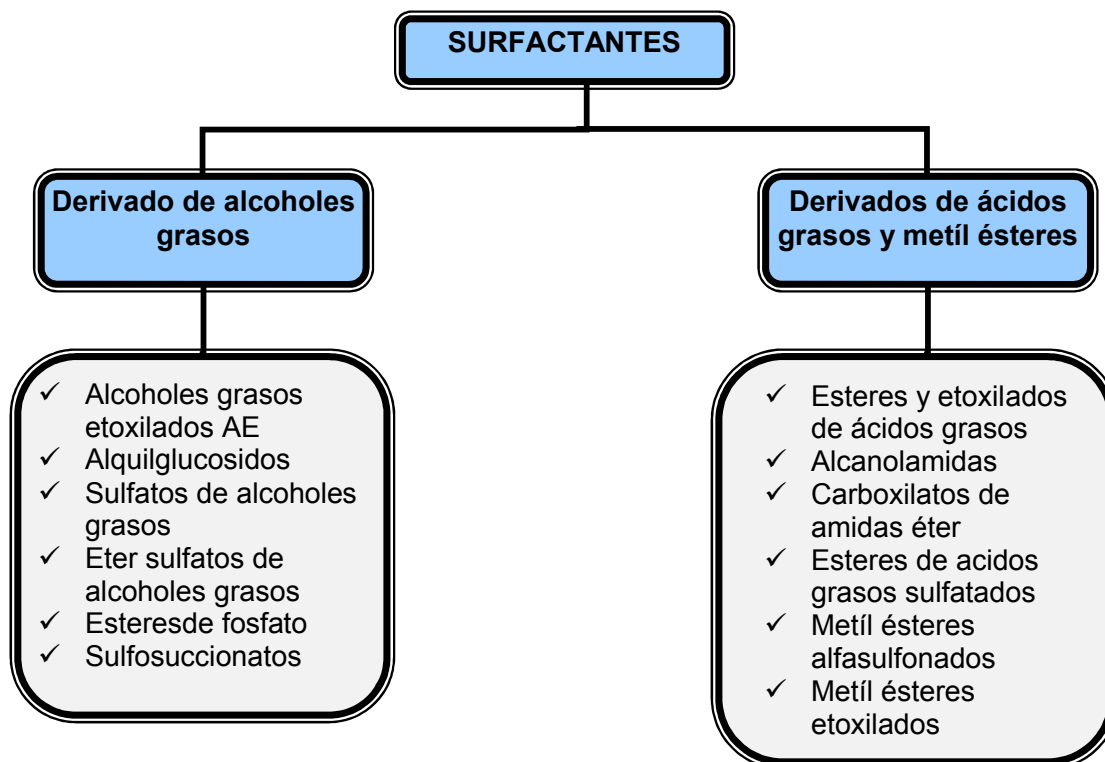 SURFACTANTES
Derivado de alcoholes
grasos
Derivados de ácidos
grasos y metíl ésteres
✓ Alcoholes grasos
etoxilados AE
✓ Alquilglucosidos
✓ Sulfatos de alcoholes
grasos
✓ Eter sulfatos de
alcoholes grasos
✓ Esteresde fosfato
✓ Sulfosuccionatos
✓ Esteres y etoxilados
de ácidos grasos
✓ Alcanolamidas
✓ Carboxilatos de
amidas éter
✓ Esteres de acidos
grasos sulfatados
✓ Metíl ésteres
alfasulfonados
✓ Metíl ésteres
etoxilados